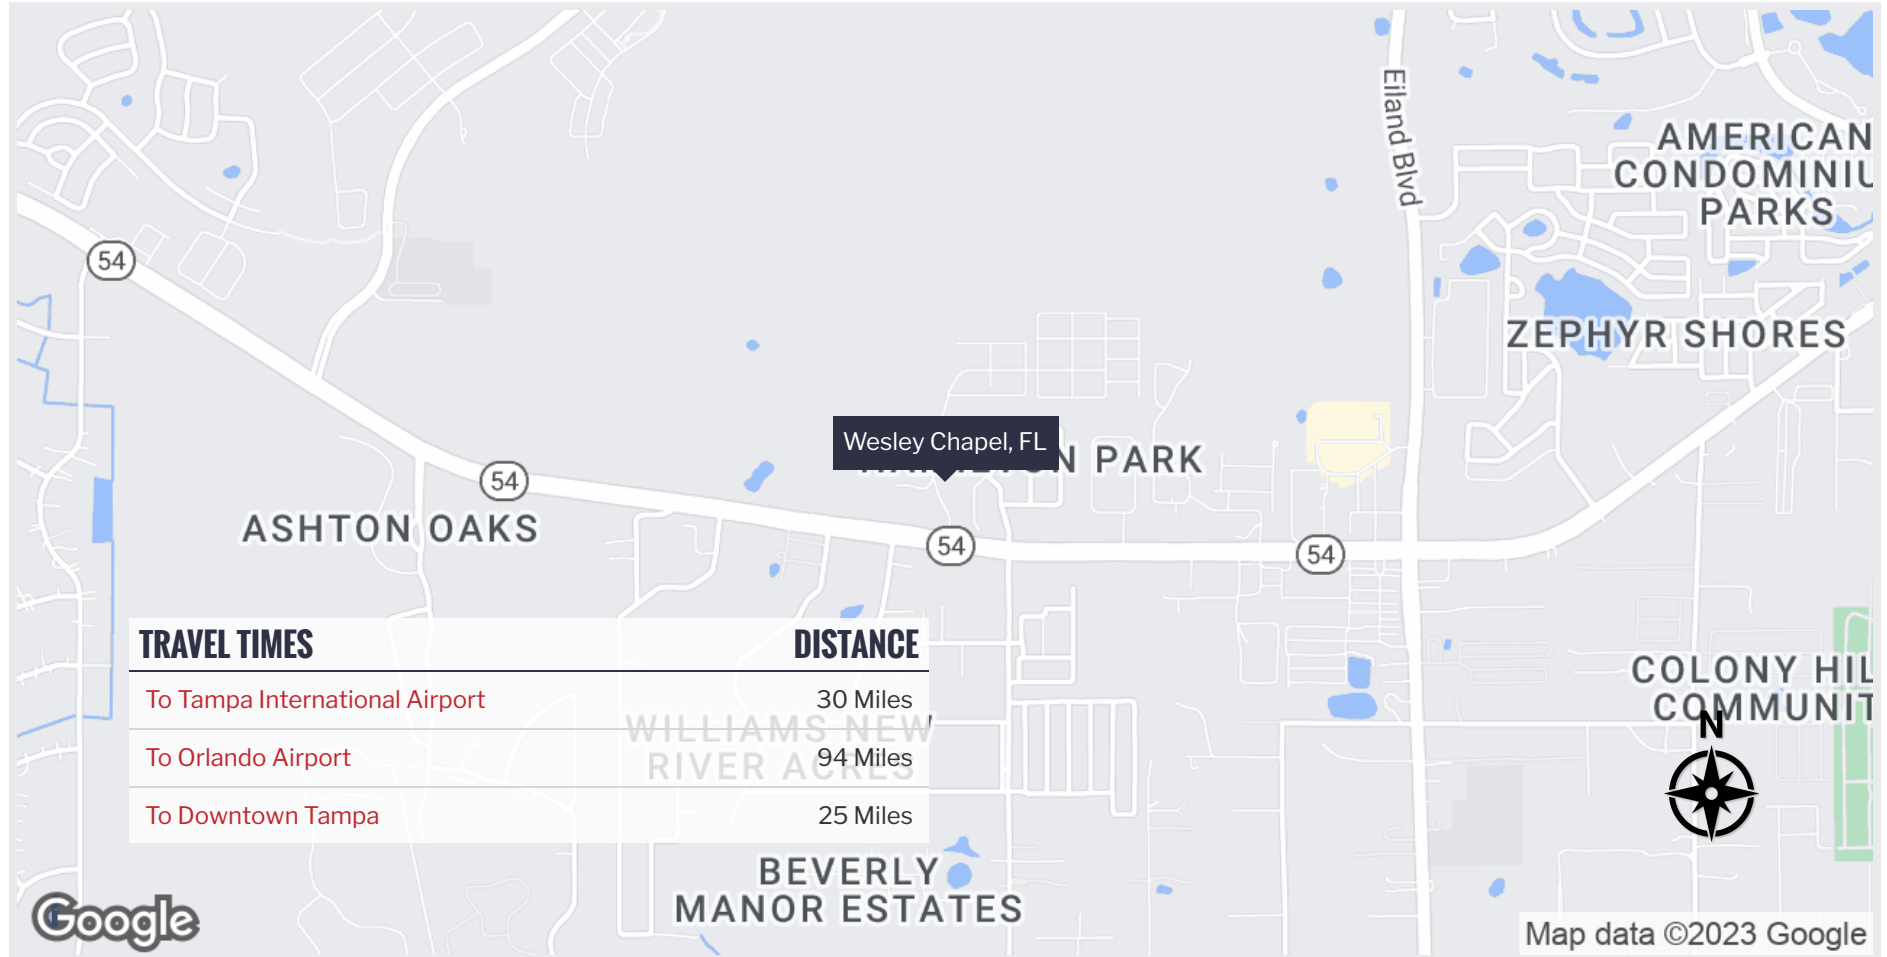 Eiland Blvd
AMERICAN
CONDOMINIU
PARKS
54
ZEPHYR SHORES
Wesley Chapel, FL
PARK
54
ASHTON OAKS
54
54
TRAVEL TIMES DISTANCE
To Tampa International Airport 30 Miles
To Orlando Airport 94 Miles
To Downtown Tampa 25 Miles
WILLIAMS NEW
RIVER ACRES
COLONY HIL
COMMUNIT
N
BEVERLY
MANOR ESTATES
Google
Map data ©2023 Google